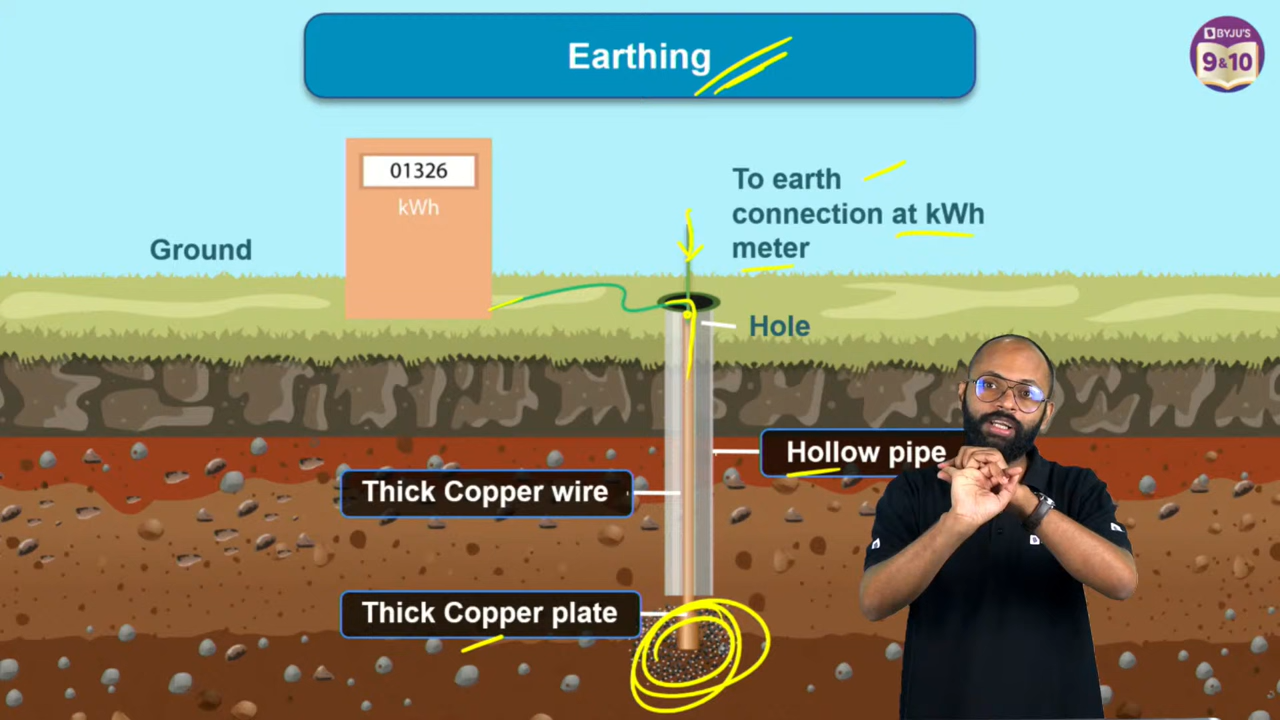 Earthing
BYJU'S
9&10
01326
kWh
To earth
connection at kWh
meter
Ground
Hole
Hollow pipe
Thick Copper wire
Thick Copper plate